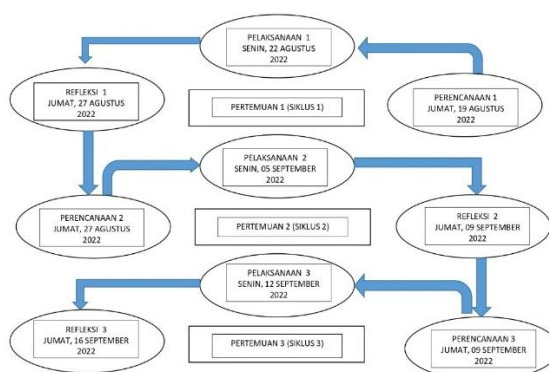 PELAKSANAAN 1
SENIN, 22 AGUSTUS
2022
REFLEKSI 1
JUMAT, 27 AGUSTUS
2022
PERTEMUAN 1 (SIKLUS 1)
PERENCANAAN 1
JUMAT, 19 AGUSTUS
2022
PELAKSANAAN 2
SENIN, 05 SEPTEMBER
2022
PERENCANAAN 2
JUMAT, 27 AGUSTUS
2022
PERTEMUAN 2 (SIKLUS 2)
REFLEKSI 2
JUMAT, 09 SEPTEMBER
2022
PELAKSANAAN 3
SENIN, 12 SEPTEMBER
2022
REFLEKSI 3
JUMAT, 16 SEPTEMBER
2022
PERTEMUAN 3 (SIKLUS 3)
PERENCANAAN 3
JUMAT, 09 SEPTEMBER
2022